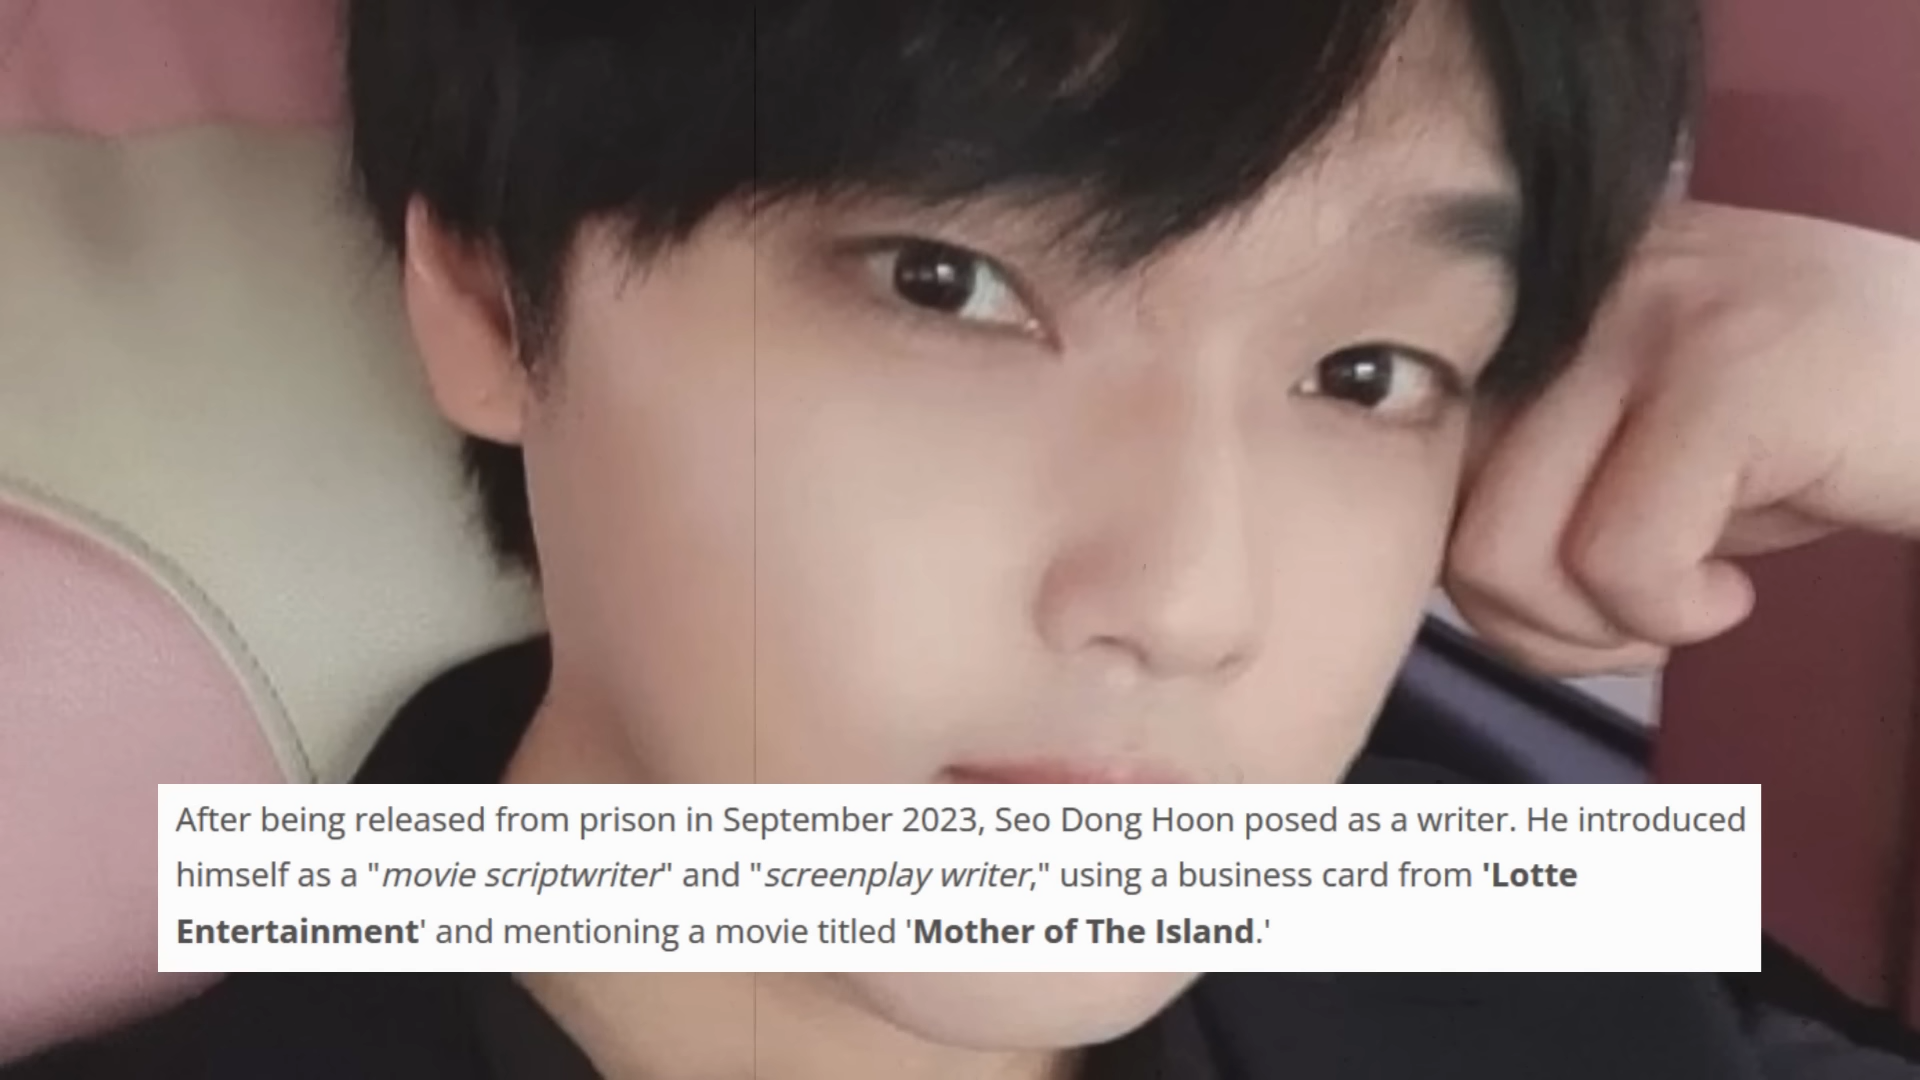 After being released from prison in September 2023, Seo Dong Hoon posed as a writer. He introduced
himself as a "movie scriptwriter" and "screenplay writer," using a business card from 'Lotte
Entertainment' and mentioning a movie titled 'Mother of The Island.'